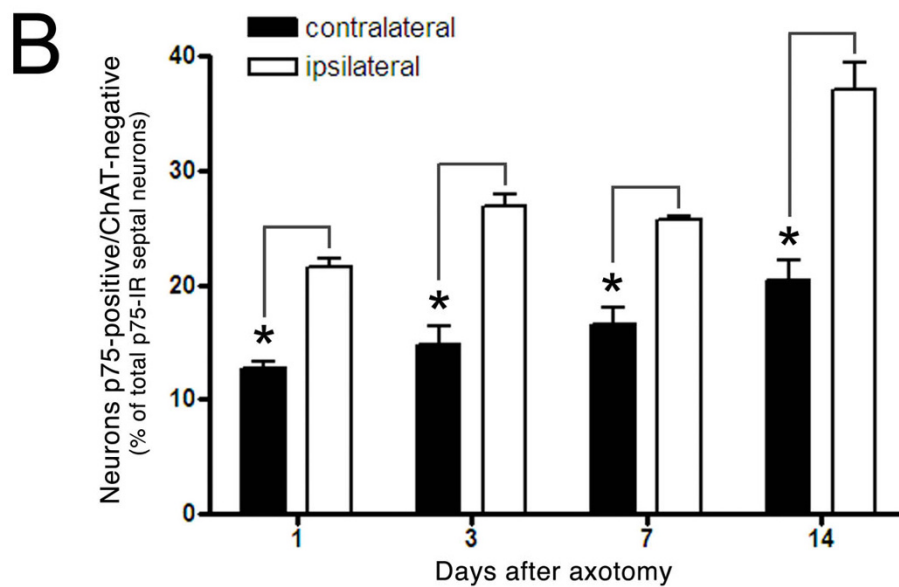 B
contralateral
ipsilateral
Neurons p75-positive/ChAT-negative
(% of total p75-IR septal neurons)
40
30
20
10
0
* * * *
1 3 7 14
Days after axotomy